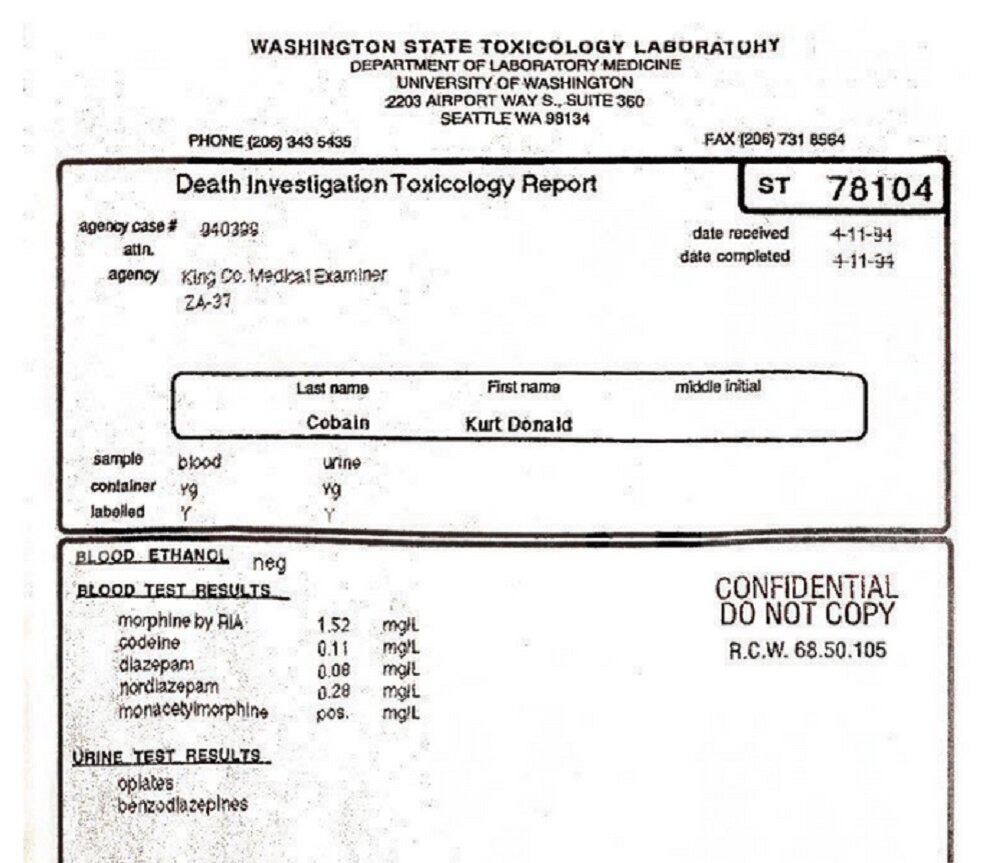 WASHINGTON STATE TOXICOLOGY LABORATORY
DEPARTMENT OF LABORATORY MEDICINE
UNIVERSITY OF WASHINGTON
2203 AIRPORT WAY S., SUITE 360
SEATTLE WA 98134
PHONE (206) 343 5435 FAX (206) 731 8564
Death Investigation Toxicology Report ST 78104
agency case # 940399 date received 4-11-94
attn. date completed 4-11-94
agency King Co. Medical Examiner
ZA-37
Last name First name middle initial
Cobain Kurt Donald
sample blood urine
container vg vg
labelled Y Y
BLOOD ETHANOL neg
BLOOD TEST RESULTS
CONFIDENTIAL
DO NOT COPY
R.C.W. 68.50.105
morphine by RIA 1.52 mg/L
codeine 0.11 mg/L
diazepam 0.08 mg/L
nordiazepam 0.28 mg/L
monacetylmorphine pos. mg/L
URINE TEST RESULTS
opiates
benzodiazepines